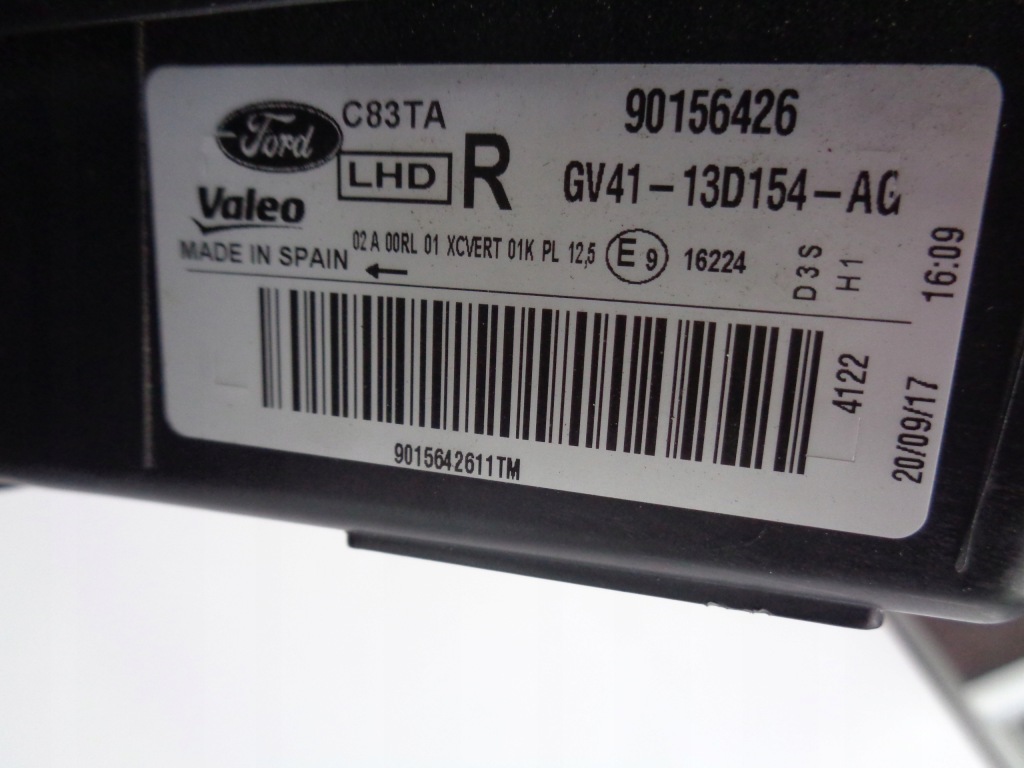 Ford
C83TA
90156426
LHD
R
GV41-13D154-AG
Valeo
MADE IN SPAIN
02 A 00RL 01 XCVERT 01K PL 12,5
E9
16224
D3S
H1
16:09
4122
20/09/17
9015642611TM